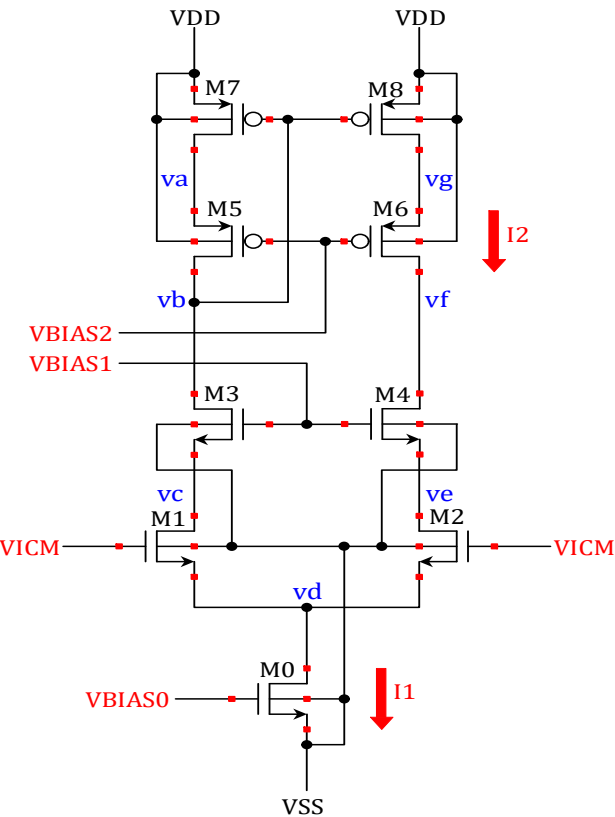 VDD VDD
M7 M8
va vg
M5 M6
I2
vb vf
VBIAS2
VBIAS1
M3 M4
vc ve
M1 M2
VICM VICM
vd
M0
VBIAS0 I1
VSS